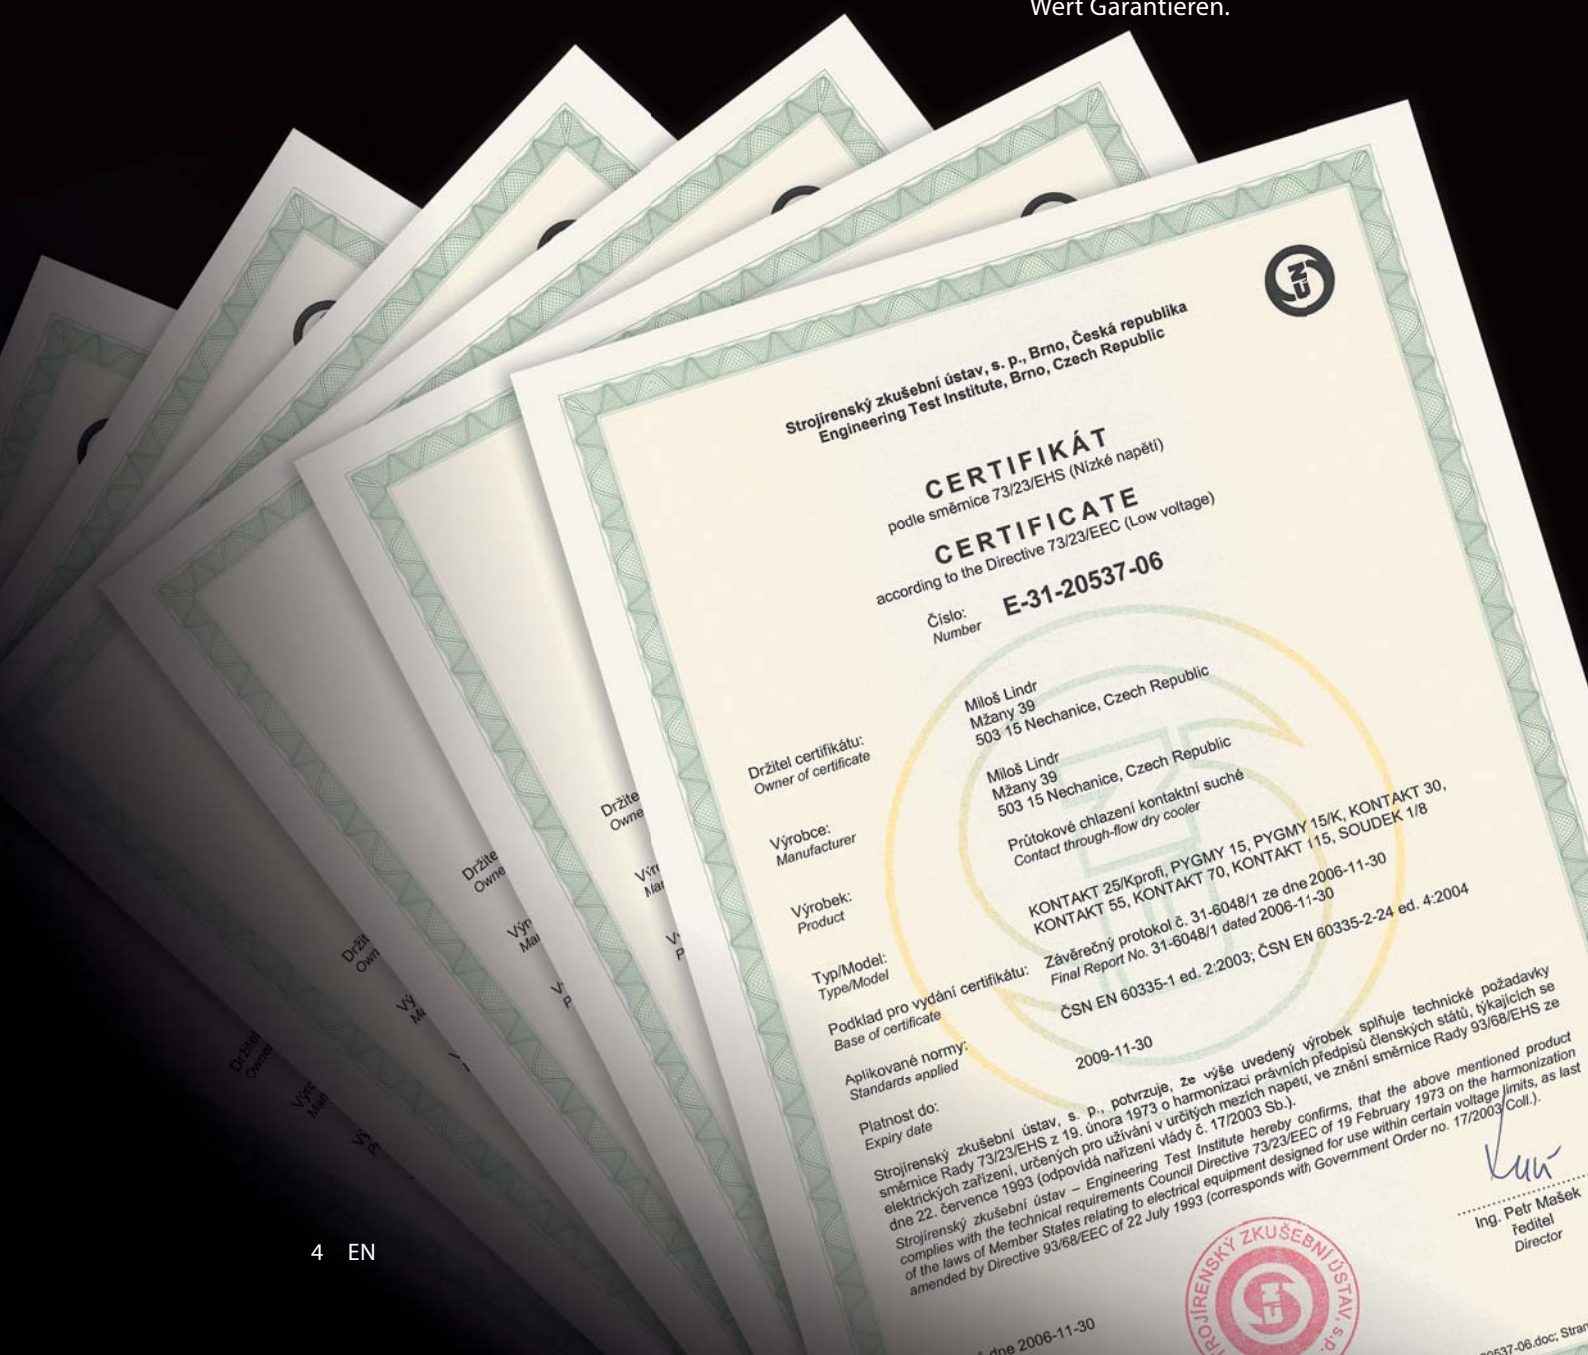 Wert Garantieren.
Strojírenský zkušební ústav, s. p., Brno, Česká republika
Engineering Test Institute, Brno, Czech Republic
CERTIFIKÁT
podle směrnice 73/23/EHS (Nízké napětí)
CERTIFICATE
according to the Directive 73/23/EEC (Low voltage)
Číslo: E-31-20537-06
Number
Držitel certifikátu: Miloš Lindr
Owner of certificate Mžany 39
503 15 Nechanice, Czech Republic
Výrobce: Miloš Lindr
Manufacturer Mžany 39
503 15 Nechanice, Czech Republic
Výrobek: Průtokové chlazení kontaktní suché
Product Contact through-flow dry cooler
Typ/Model: KONTAKT 25/Kprofi, PYGMY 15, PYGMY 15/K, KONTAKT 30,
Type/Model KONTAKT 55, KONTAKT 70, KONTAKT 115, SOUDEK 1/8
Podklad pro vydání certifikátu: Závěrečný protokol č. 31-6048/1 ze dne 2006-11-30
Base of certificate Final Report No. 31-6048/1 dated 2006-11-30
Aplikované normy: ČSN EN 60335-1 ed. 2:2003; ČSN EN 60335-2-24 ed. 4:2004
Standards applied
Platnost do: 2009-11-30
Expiry date
Strojírenský zkušební ústav, s. p., potvrzuje, že výše uvedený výrobek splňuje technické požadavky
směrnice Rady 73/23/EHS z 19. února 1973 o harmonizaci právních předpisů členských států, týkajících se
elektrických zařízení, určených pro užívání v určitých mezích napětí, ve znění směrnice Rady 93/68/EHS ze
dne 22. července 1993 (odpovídá nařízení vlády č. 17/2003 Sb.).
Strojírenský zkušební ústav – Engineering Test Institute hereby confirms, that the above mentioned product
complies with the technical requirements Council Directive 73/23/EEC of 19 February 1973 on the harmonization
of the laws of Member States relating to electrical equipment designed for use within certain voltage limits, as last
amended by Directive 93/68/EEC of 22 July 1993 (corresponds with Government Order no. 17/2003 Coll.).
Ing. Petr Mašek
ředitel
Director
dne 2006-11-30
ZKUŠEBNÍ ÚSTAV, s.p.
4 EN